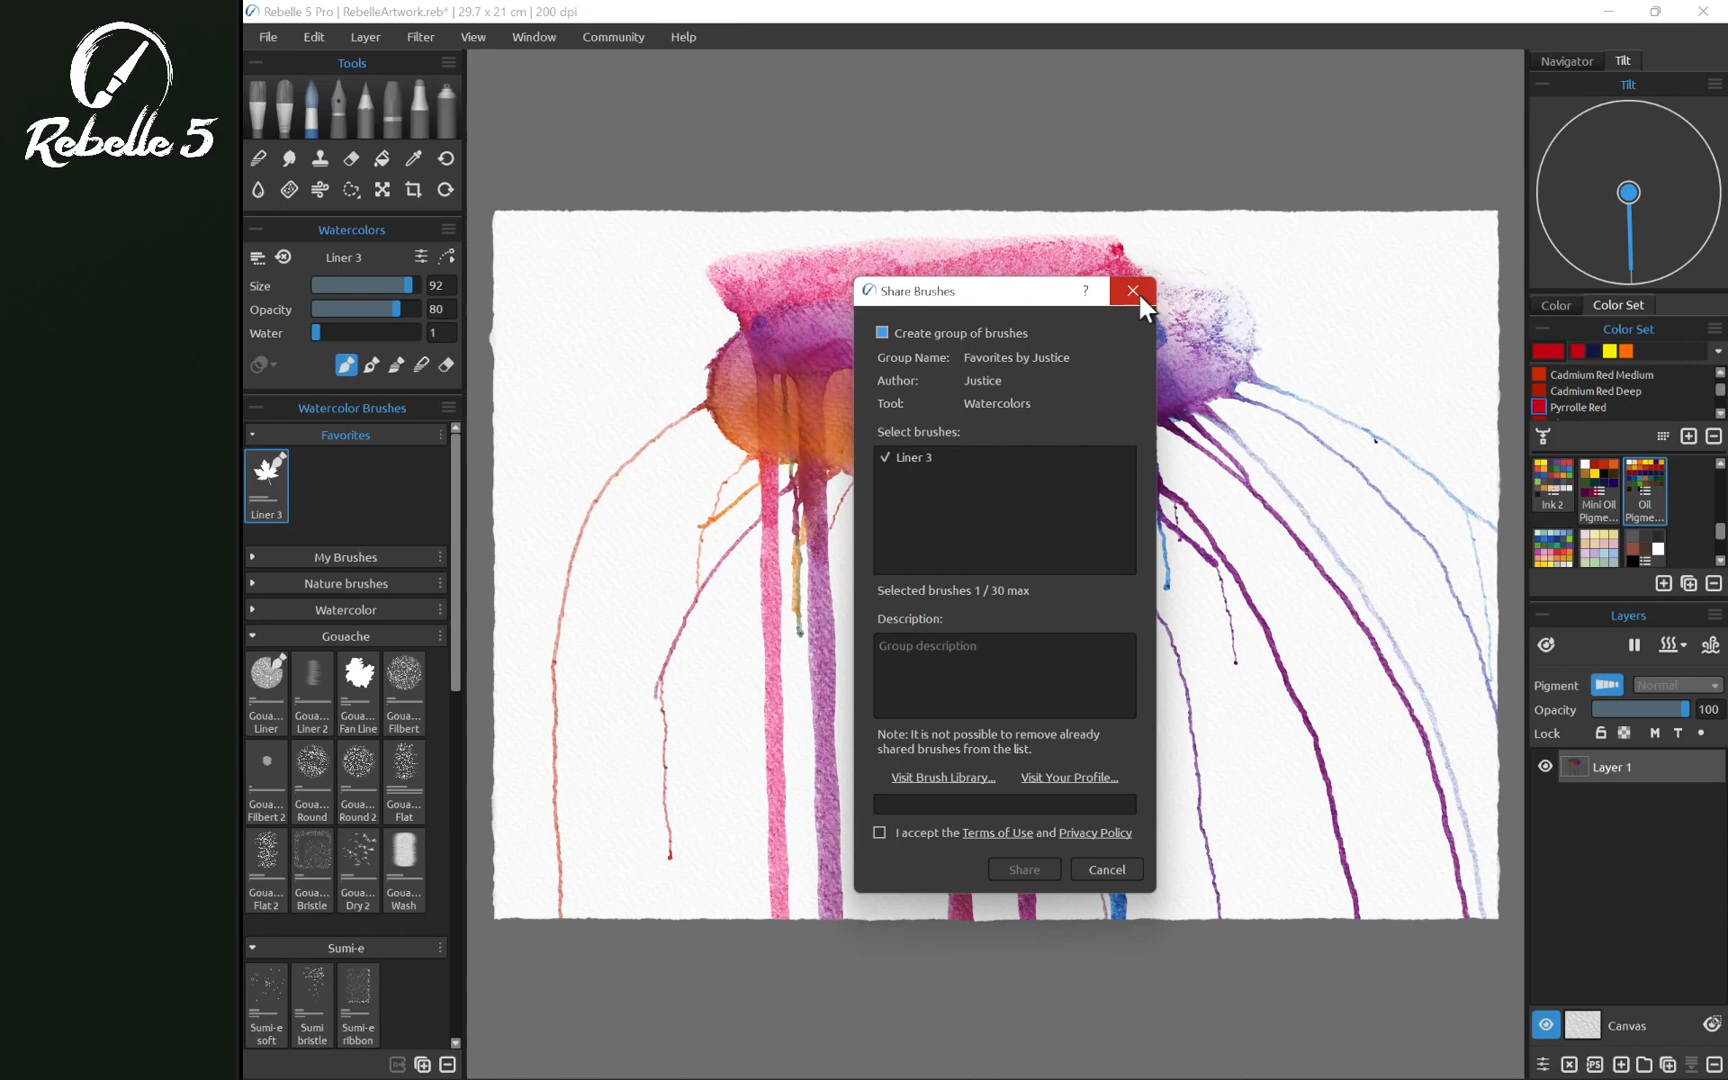 Rebelle 5
Rebelle 5 Pro | RebelleArtwork.reb* | 29.7 x 21 cm | 200 dpi
File Edit Layer Filter View Window Community Help
Tools
Watercolors
Liner 3
Size 92
Opacity 80
Water 1
Watercolor Brushes
Favorites
Liner 3
My Brushes
Nature brushes
Watercolor
Gouache
Goua... Liner
Goua... Liner 2
Goua... Fan Line
Goua... Filbert
Goua... Filbert 2
Goua... Round
Goua... Round 2
Goua... Flat
Goua... Flat 2
Goua... Bristle
Goua... Dry 2
Goua... Wash
Sumi-e
Sumi-e soft
Sumi bristle
Sumi-e ribbon
Share Brushes ?
Create group of brushes
Group Name: Favorites by Justice
Author: Justice
Tool: Watercolors
Select brushes:
✓ Liner 3
Selected brushes 1 / 30 max
Description:
Group description
Note: It is not possible to remove already
shared brushes from the list.
Visit Brush Library... Visit Your Profile...
I accept the Terms of Use and Privacy Policy
Share Cancel
Navigator Tilt
Tilt
Color Color Set
Color Set
Cadmium Red Medium
Cadmium Red Deep
Pyrrolle Red
Ink 2
Mini Oil Pigme...
Oil Pigme...
Layers
Pigment Normal
Opacity 100
Lock M T
Layer 1
Canvas
PS